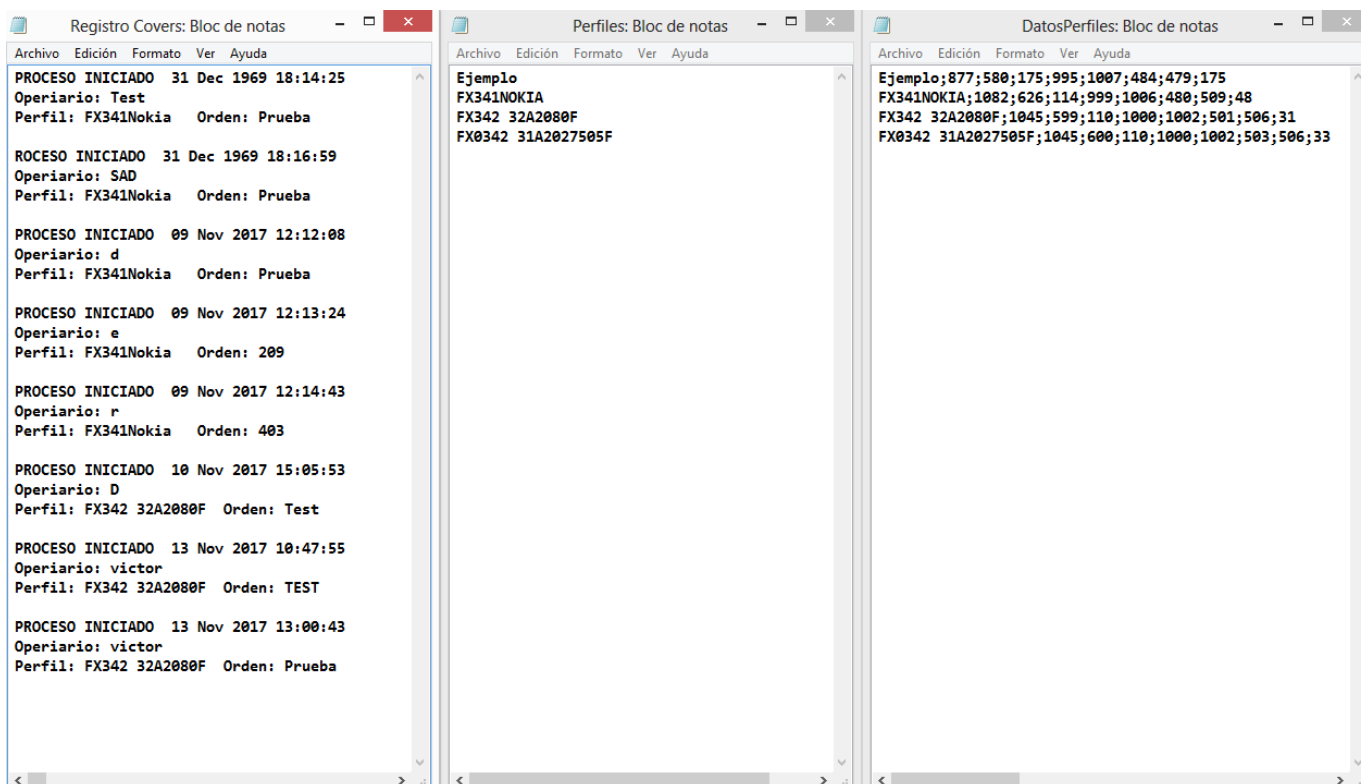 Registro Covers: Bloc de notas
Archivo Edición Formato Ver Ayuda
PROCESO INICIADO 31 Dec 1969 18:14:25
Operiario: Test
Perfil: FX341Nokia Orden: Prueba
ROCESO INICIADO 31 Dec 1969 18:16:59
Operiario: SAD
Perfil: FX341Nokia Orden: Prueba
PROCESO INICIADO 09 Nov 2017 12:12:08
Operiario: d
Perfil: FX341Nokia Orden: Prueba
PROCESO INICIADO 09 Nov 2017 12:13:24
Operiario: e
Perfil: FX341Nokia Orden: 209
PROCESO INICIADO 09 Nov 2017 12:14:43
Operiario: r
Perfil: FX341Nokia Orden: 403
PROCESO INICIADO 10 Nov 2017 15:05:53
Operiario: D
Perfil: FX342 32A2080F Orden: Test
PROCESO INICIADO 13 Nov 2017 10:47:55
Operiario: victor
Perfil: FX342 32A2080F Orden: TEST
PROCESO INICIADO 13 Nov 2017 13:00:43
Operiario: victor
Perfil: FX342 32A2080F Orden: Prueba
Perfiles: Bloc de notas
Archivo Edición Formato Ver Ayuda
Ejemplo
FX341NOKIA
FX342 32A2080F
FX0342 31A2027505F
DatosPerfiles: Bloc de notas
Archivo Edición Formato Ver Ayuda
Ejemplo;877;580;175;995;1007;484;479;175
FX341NOKIA;1082;626;114;999;1006;480;509;48
FX342 32A2080F;1045;599;110;1000;1002;501;506;31
FX0342 31A2027505F;1045;600;110;1000;1002;503;506;33